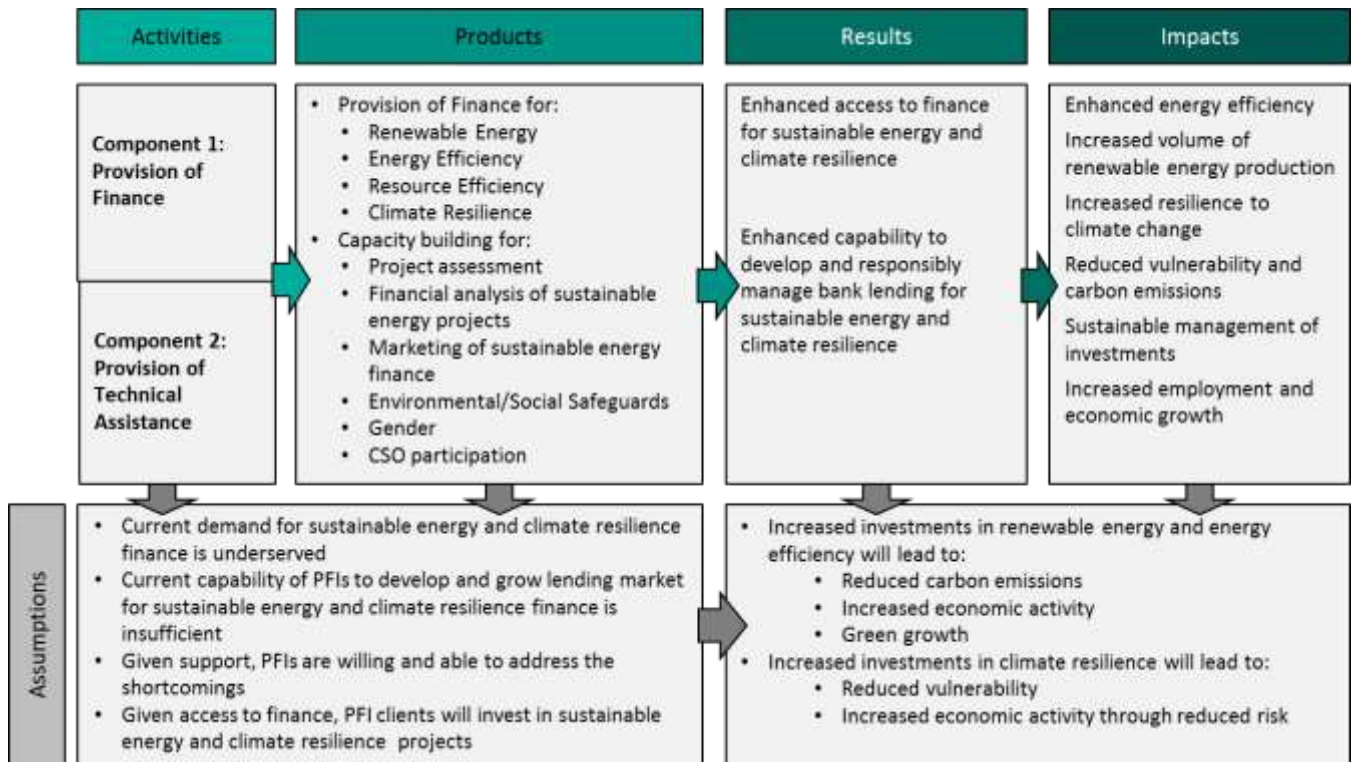 Activities
Products
Results
Impacts
Component 1:
Provision of
Finance
Component 2:
Provision of
Technical
Assistance
• Provision of Finance for:
• Renewable Energy
• Energy Efficiency
• Resource Efficiency
• Climate Resilience
• Capacity building for:
• Project assessment
• Financial analysis of sustainable
energy projects
• Marketing of sustainable energy
finance
• Environmental/Social Safeguards
• Gender
• CSO participation
Enhanced access to finance
for sustainable energy and
climate resilience
Enhanced capability to
develop and responsibly
manage bank lending for
sustainable energy and
climate resilience
Enhanced energy efficiency
Increased volume of
renewable energy production
Increased resilience to
climate change
Reduced vulnerability and
carbon emissions
Sustainable management of
investments
Increased employment and
economic growth
Assumptions
• Current demand for sustainable energy and climate resilience
finance is underserved
• Current capability of PFIs to develop and grow lending market
for sustainable energy and climate resilience finance is
insufficient
• Given support, PFIs are willing and able to address the
shortcomings
• Given access to finance, PFI clients will invest in sustainable
energy and climate resilience projects
• Increased investments in renewable energy and energy
efficiency will lead to:
• Reduced carbon emissions
• Increased economic activity
• Green growth
• Increased investments in climate resilience will lead to:
• Reduced vulnerability
• Increased economic activity through reduced risk